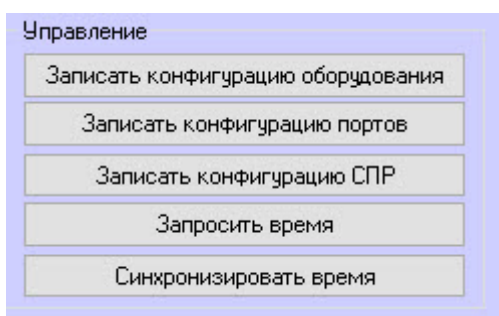 Управление
Записать конфигурацию оборудования
Записать конфигурацию портов
Записать конфигурацию СПР
Запросить время
Синхронизировать время